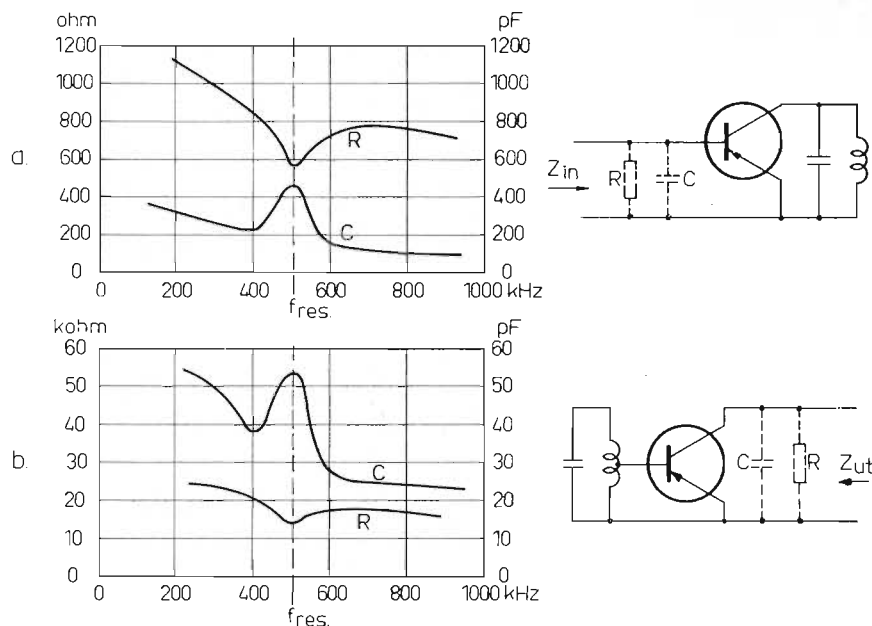 ohm pF
1200 1200
1000 1000
800 800
R
a. 600 600
400 400
200 C 200
0 0
0 200 400 600 800 1000 kHz
fres.
Zin R C
kohm pF
60 60
50 50
40 40
b. 30 30
C
20 20
R
10 10
0 0
0 200 400 600 800 1000 kHz
fres.
C R Zut